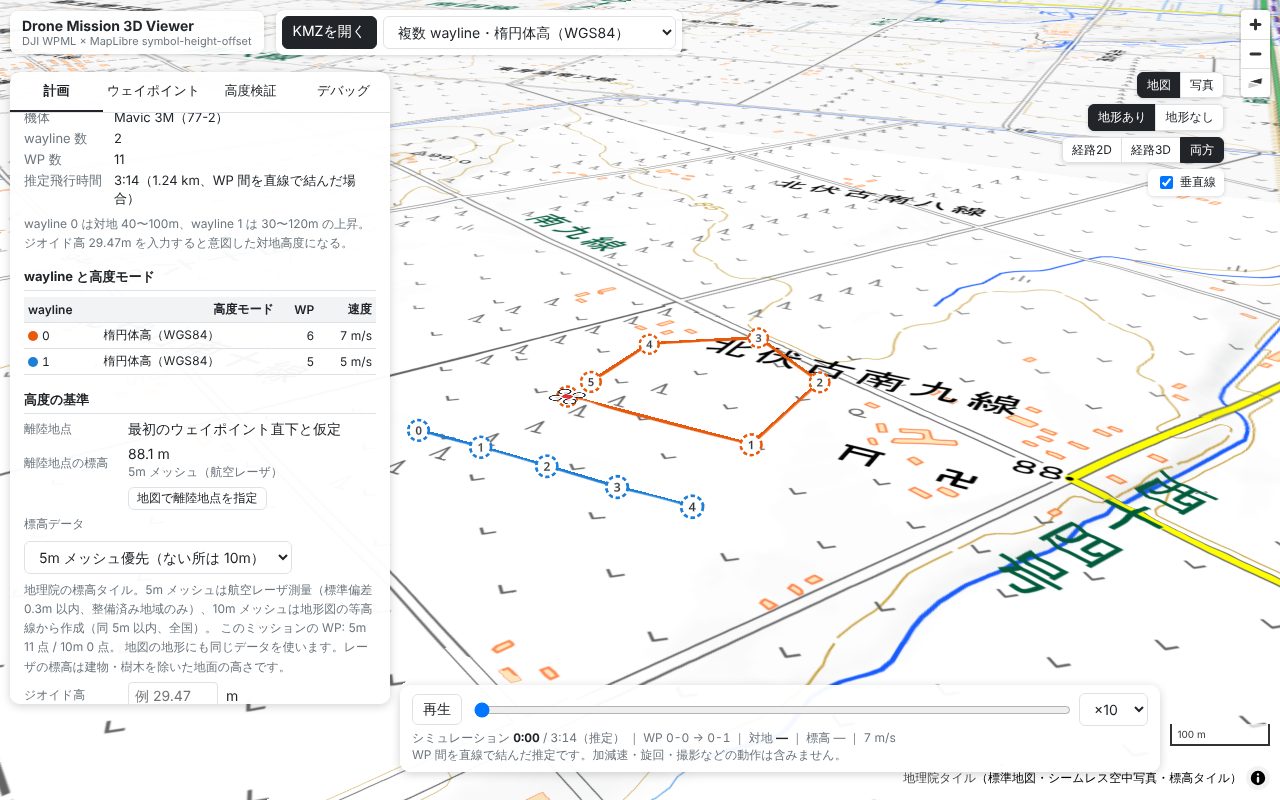 Drone Mission 3D Viewer
DJI WPML × MapLibre symbol-height-offset
KMZを開く
複数 wayline・楕円体高（WGS84）
計画
ウェイポイント
高度検証
デバッグ
機体 Mavic 3M（77-2）
wayline 数 2
WP 数 11
推定飛行時間 3:14（1.24 km、WP 間を直線で結んだ場
合）
wayline 0 は対地 40〜100m、wayline 1 は 30〜120m の上昇。
ジオイド高 29.47m を入力すると意図した対地高度になる。
wayline と高度モード
wayline 高度モード WP 速度
0 楕円体高（WGS84） 6 7 m/s
1 楕円体高（WGS84） 5 5 m/s
高度の基準
離陸地点 最初のウェイポイント直下と仮定
離陸地点の標高 88.1 m
5m メッシュ（航空レーザ）
地図で離陸地点を指定
標高データ
5m メッシュ優先（ない所は 10m）
地理院の標高タイル。5m メッシュは航空レーザ測量（標準偏差
0.3m 以内、整備済み地域のみ）、10m メッシュは地形図の等高
線から作成（同 5m 以内、全国）。 このミッションの WP: 5m
11 点 / 10m 0 点。 地図の地形にも同じデータを使います。レー
ザの標高は建物・樹木を除いた地面の高さです。
ジオイド高 例 29.47 m
地図 写真
地形あり 地形なし
経路2D 経路3D 両方
垂直線
北伏古南八線
南九線
北伏古南九線
88
西
十
四
号
0
1
2
3
4
1
2
3
4
5
再生
×10
シミュレーション 0:00 / 3:14（推定） ｜ WP 0-0 → 0-1 ｜ 対地 — ｜ 標高 — ｜ 7 m/s
WP 間を直線で結んだ推定です。加減速・旋回・撮影などの動作は含みません。
100 m
地理院タイル（標準地図・シームレス空中写真・標高タイル）